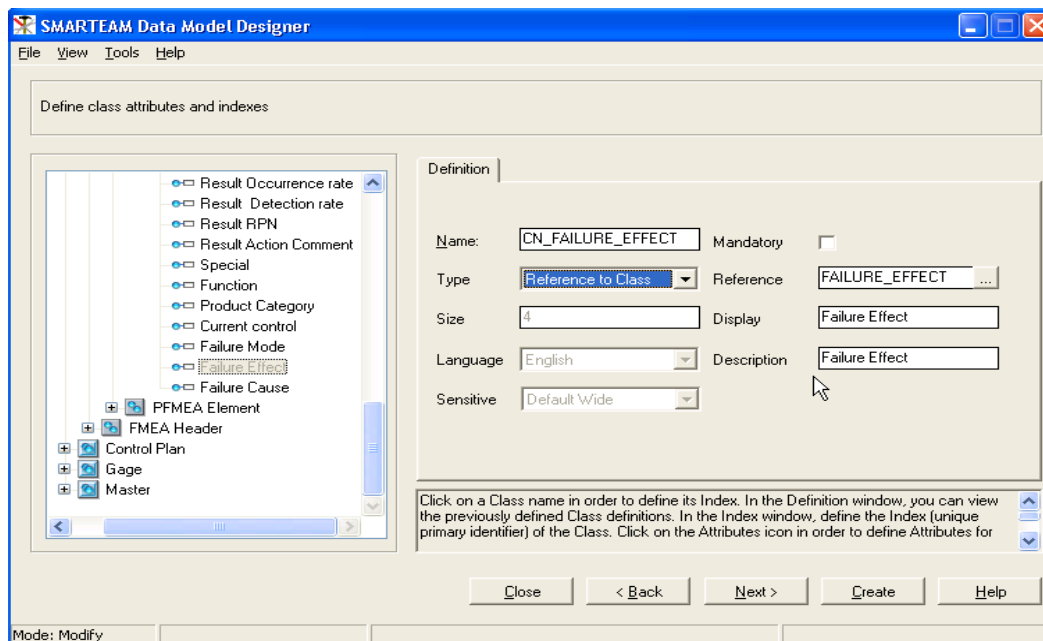 SMARTEAM Data Model Designer
File View Tools Help
Define class attributes and indexes
Result Occurrence rate
Result Detection rate
Result RPN
Result Action Comment
Special
Function
Product Category
Current control
Failure Mode
Failure Effect
Failure Cause
PFMEA Element
FMEA Header
Control Plan
Gage
Master
Definition
Name: CN_FAILURE_EFFECT Mandatory
Type Reference to Class Reference FAILURE_EFFECT ...
Size 4 Display Failure Effect
Language English Description Failure Effect
Sensitive Default Wide
Click on a Class name in order to define its Index. In the Definition window, you can view
the previously defined Class definitions. In the Index window, define the Index (unique
primary identifier) of the Class. Click on the Attributes icon in order to define Attributes for
Close < Back Next > Create Help
Mode: Modify